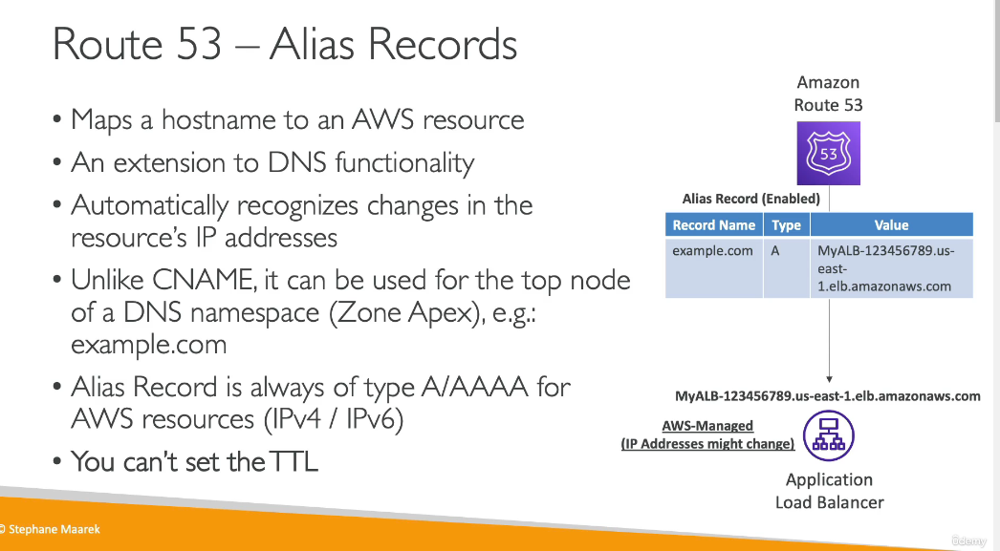 Route 53 – Alias Records
• Maps a hostname to an AWS resource
• An extension to DNS functionality
• Automatically recognizes changes in the
resource's IP addresses
• Unlike CNAME, it can be used for the top node
of a DNS namespace (Zone Apex), e.g.:
example.com
• Alias Record is always of type A/AAAA for
AWS resources (IPv4 / IPv6)
• You can't set the TTL
Amazon
Route 53
53
Alias Record (Enabled)
Record Name Type Value
example.com A MyALB-123456789.us-
east-
1.elb.amazonaws.com
MyALB-123456789.us-east-1.elb.amazonaws.com
AWS-Managed
(IP Addresses might change)
Application
Load Balancer
© Stephane Maarek
Udemy